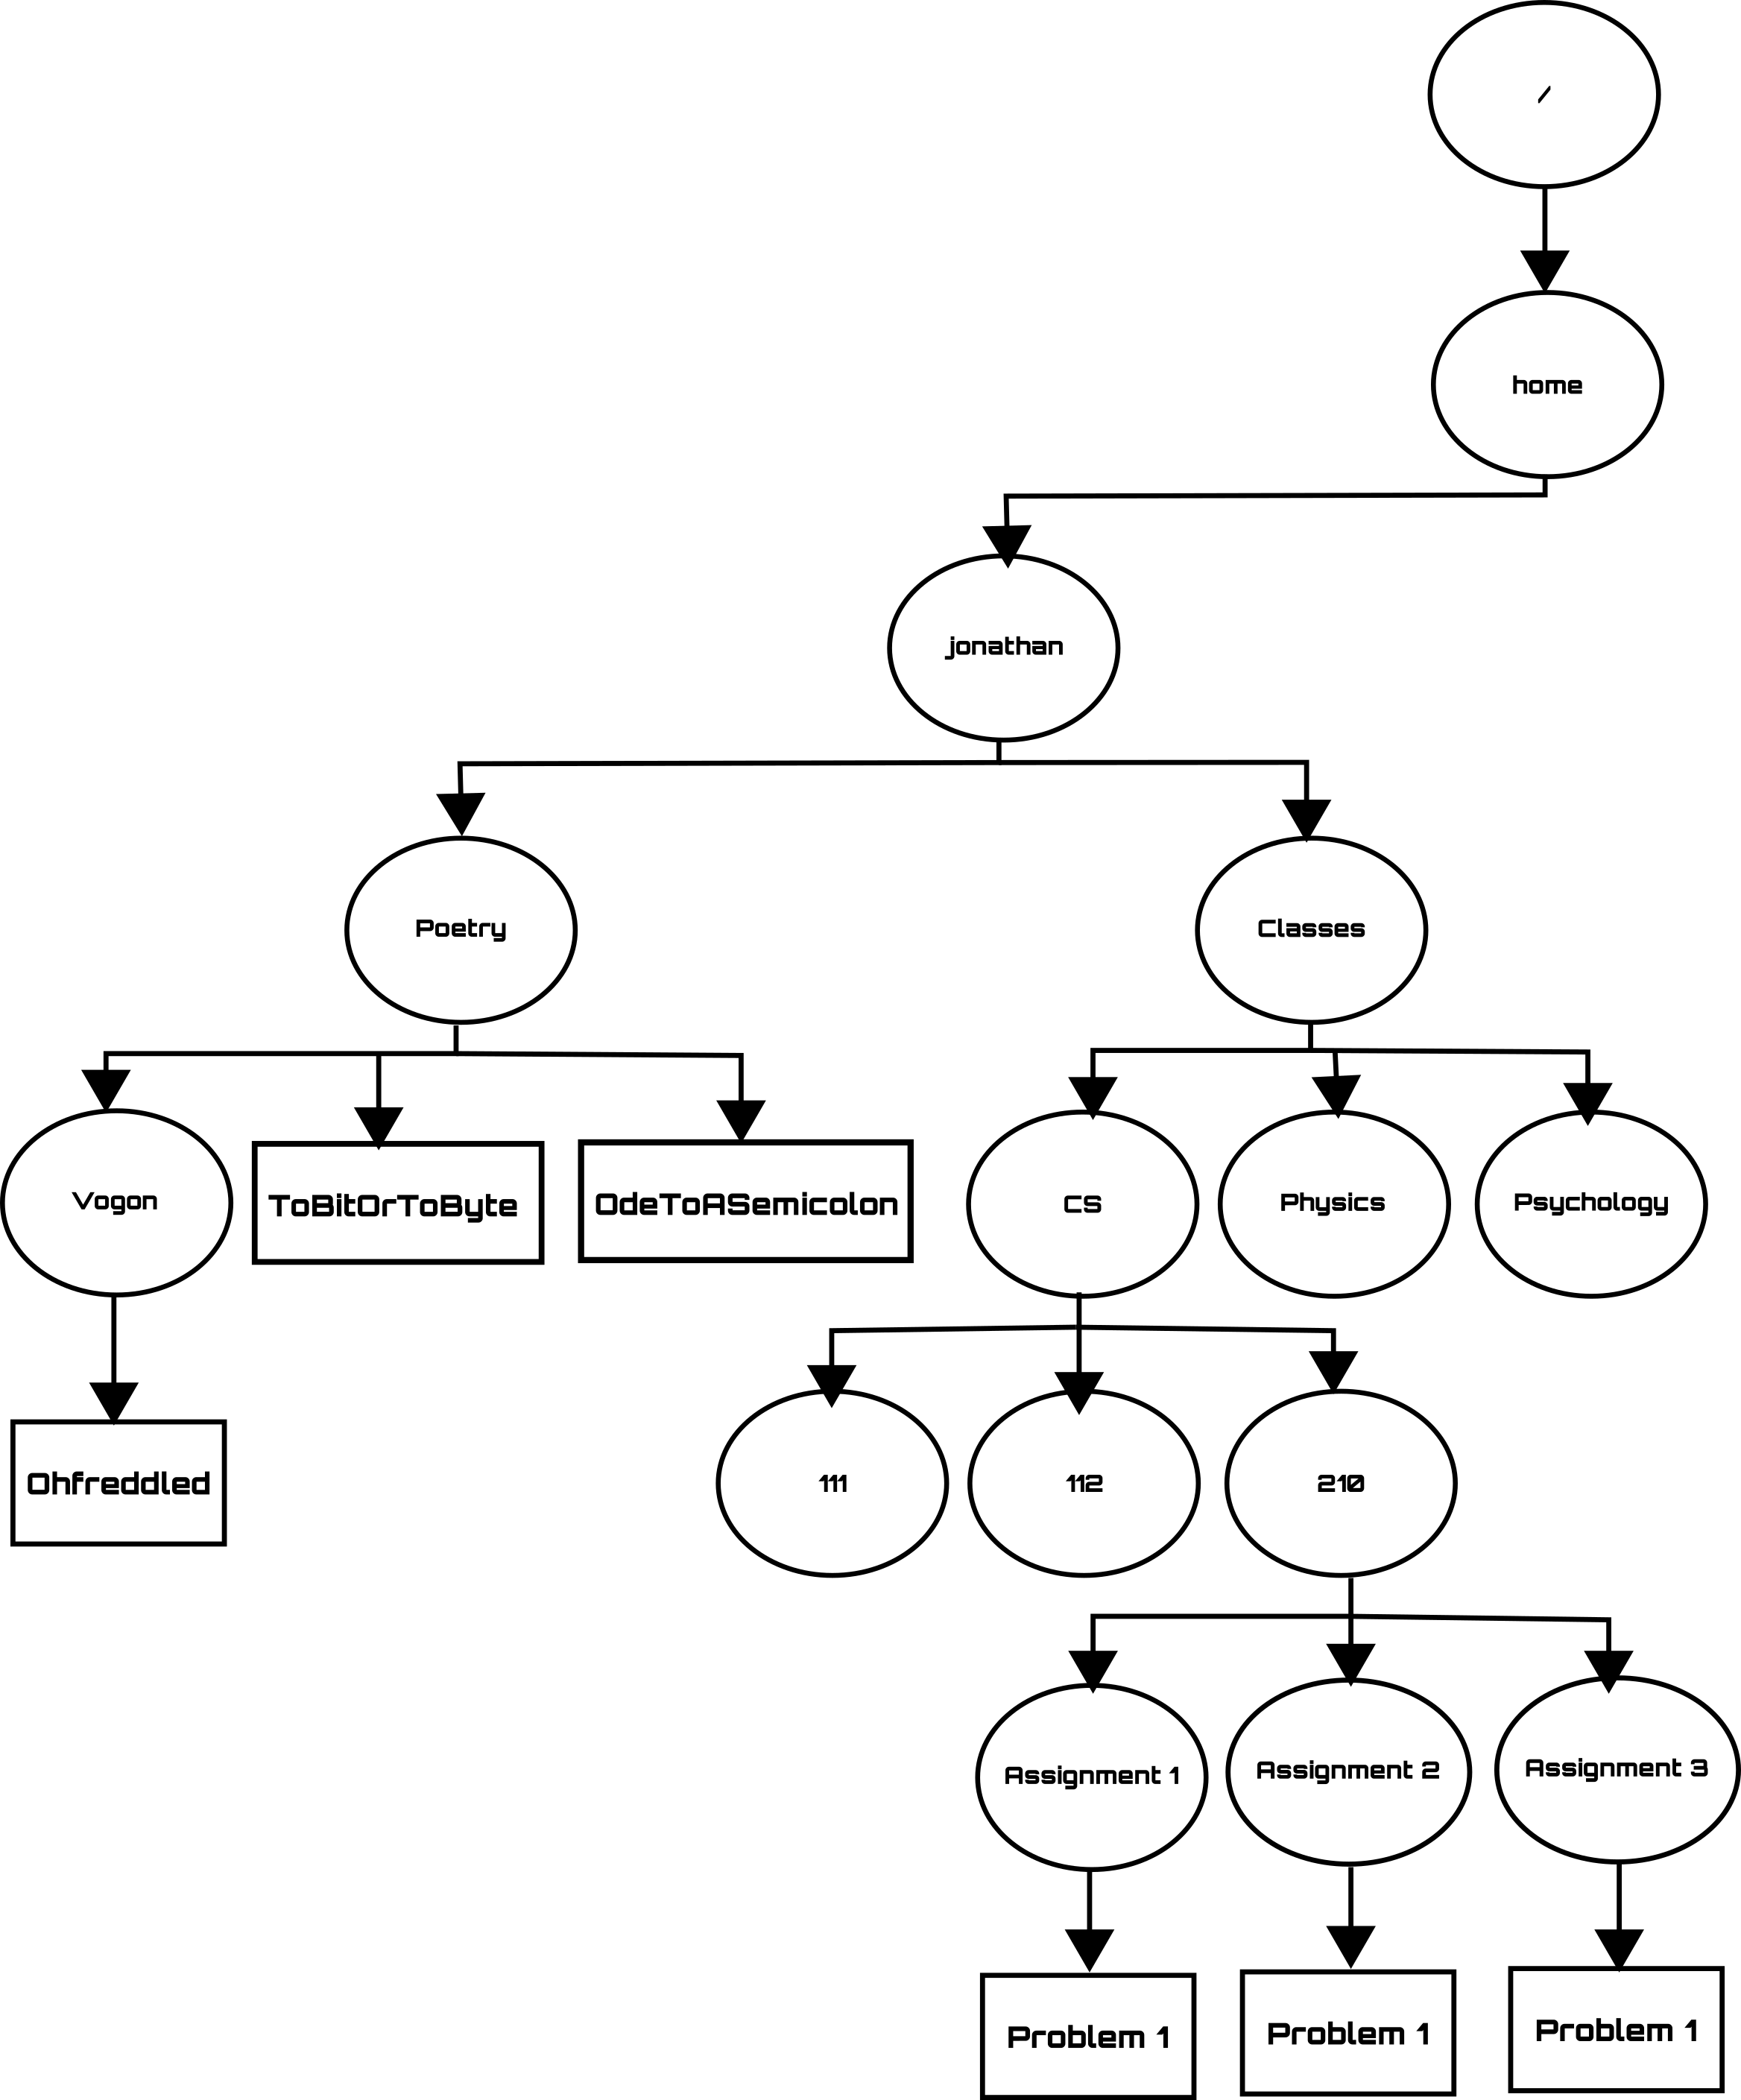 /
home
jonathan
Poetry
Classes
Vogon
ToBitOrToByte
OdeToASemicolon
CS
Physics
Psychology
Ohfreddled
111
112
210
Assignment 1
Assignment 2
Assignment 3
Problem 1
Problem 1
Problem 1